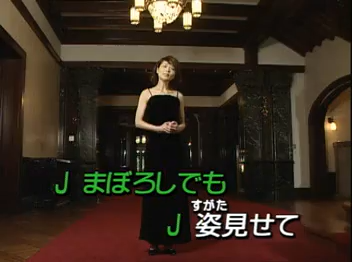 ♪ まぼろしでも
♪ 姿見せて
すがた